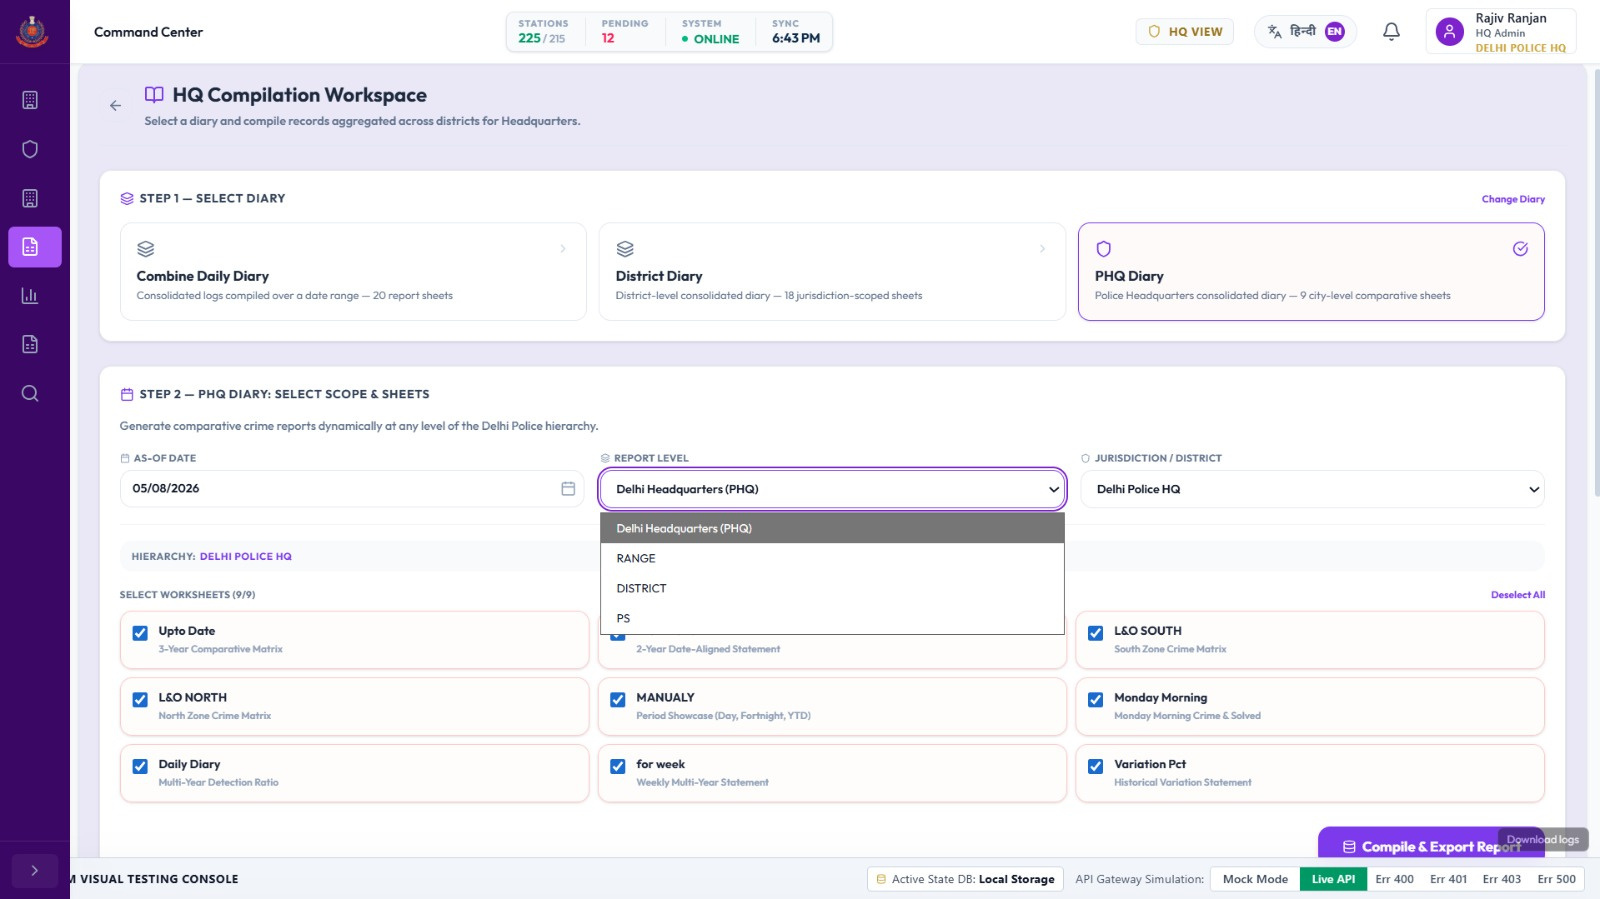 Command Center
STATIONS
225 / 215
PENDING
12
SYSTEM
ONLINE
SYNC
6:43 PM
HQ VIEW
हिन्दी EN
Rajiv Ranjan
HQ Admin
DELHI POLICE HQ
HQ Compilation Workspace
Select a diary and compile records aggregated across districts for Headquarters.
STEP 1 — SELECT DIARY
Change Diary
Combine Daily Diary
Consolidated logs compiled over a date range — 20 report sheets
District Diary
District-level consolidated diary — 18 jurisdiction-scoped sheets
PHQ Diary
Police Headquarters consolidated diary — 9 city-level comparative sheets
STEP 2 — PHQ DIARY: SELECT SCOPE & SHEETS
Generate comparative crime reports dynamically at any level of the Delhi Police hierarchy.
AS-OF DATE
05/08/2026
REPORT LEVEL
Delhi Headquarters (PHQ)
JURISDICTION / DISTRICT
Delhi Police HQ
Delhi Headquarters (PHQ)
RANGE
DISTRICT
PS
HIERARCHY: DELHI POLICE HQ
SELECT WORKSHEETS (9/9)
Deselect All
Upto Date
3-Year Comparative Matrix
2-Year Date-Aligned Statement
L&O SOUTH
South Zone Crime Matrix
L&O NORTH
North Zone Crime Matrix
MANUALY
Period Showcase (Day, Fortnight, YTD)
Monday Morning
Monday Morning Crime & Solved
Daily Diary
Multi-Year Detection Ratio
for week
Weekly Multi-Year Statement
Variation Pct
Historical Variation Statement
Compile & Export Report
Download logs
M VISUAL TESTING CONSOLE
Active State DB: Local Storage
API Gateway Simulation:
Mock Mode
Live API
Err 400
Err 401
Err 403
Err 500